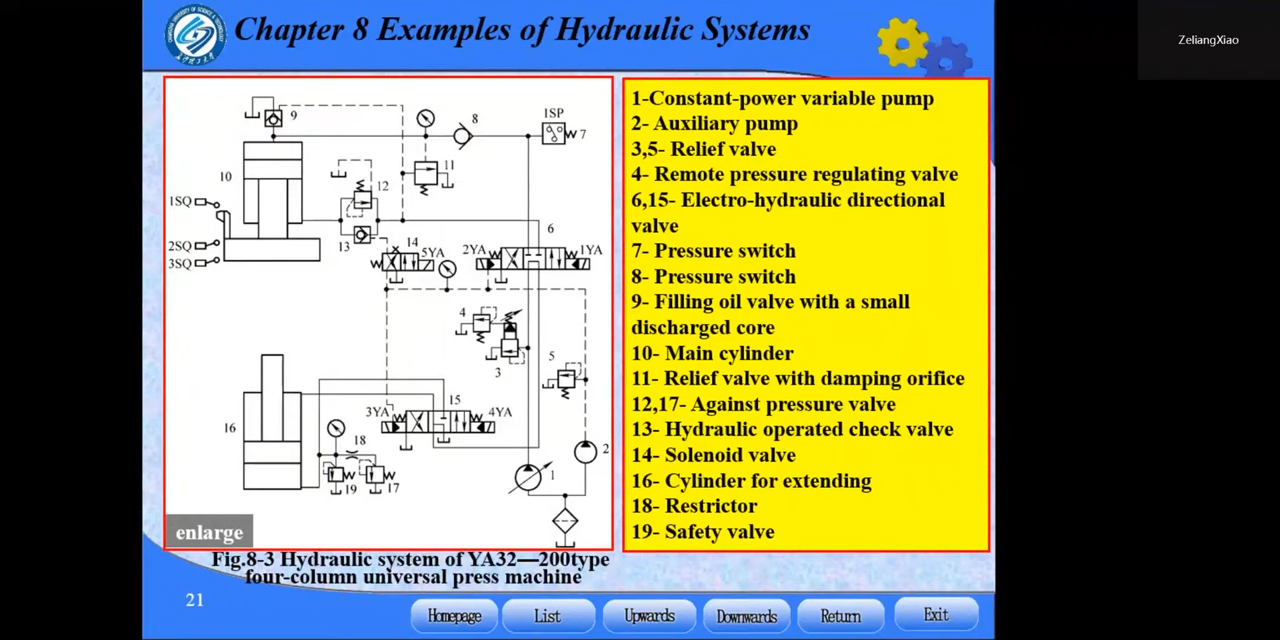 Chapter 8 Examples of Hydraulic Systems
ZeliangXiao
9
8
1SP
7
10
11
12
1SQ
2SQ
3SQ
13
14
5YA
6
2YA
1YA
4
3
5
15
3YA
4YA
16
18
19
17
1
2
enlarge
1-Constant-power variable pump
2- Auxiliary pump
3,5- Relief valve
4- Remote pressure regulating valve
6,15- Electro-hydraulic directional
valve
7- Pressure switch
8- Pressure switch
9- Filling oil valve with a small
discharged core
10- Main cylinder
11- Relief valve with damping orifice
12,17- Against pressure valve
13- Hydraulic operated check valve
14- Solenoid valve
16- Cylinder for extending
18- Restrictor
19- Safety valve
Fig.8-3 Hydraulic system of YA32—200type
four-column universal press machine
21
Homepage
List
Upwards
Downwards
Return
Exit